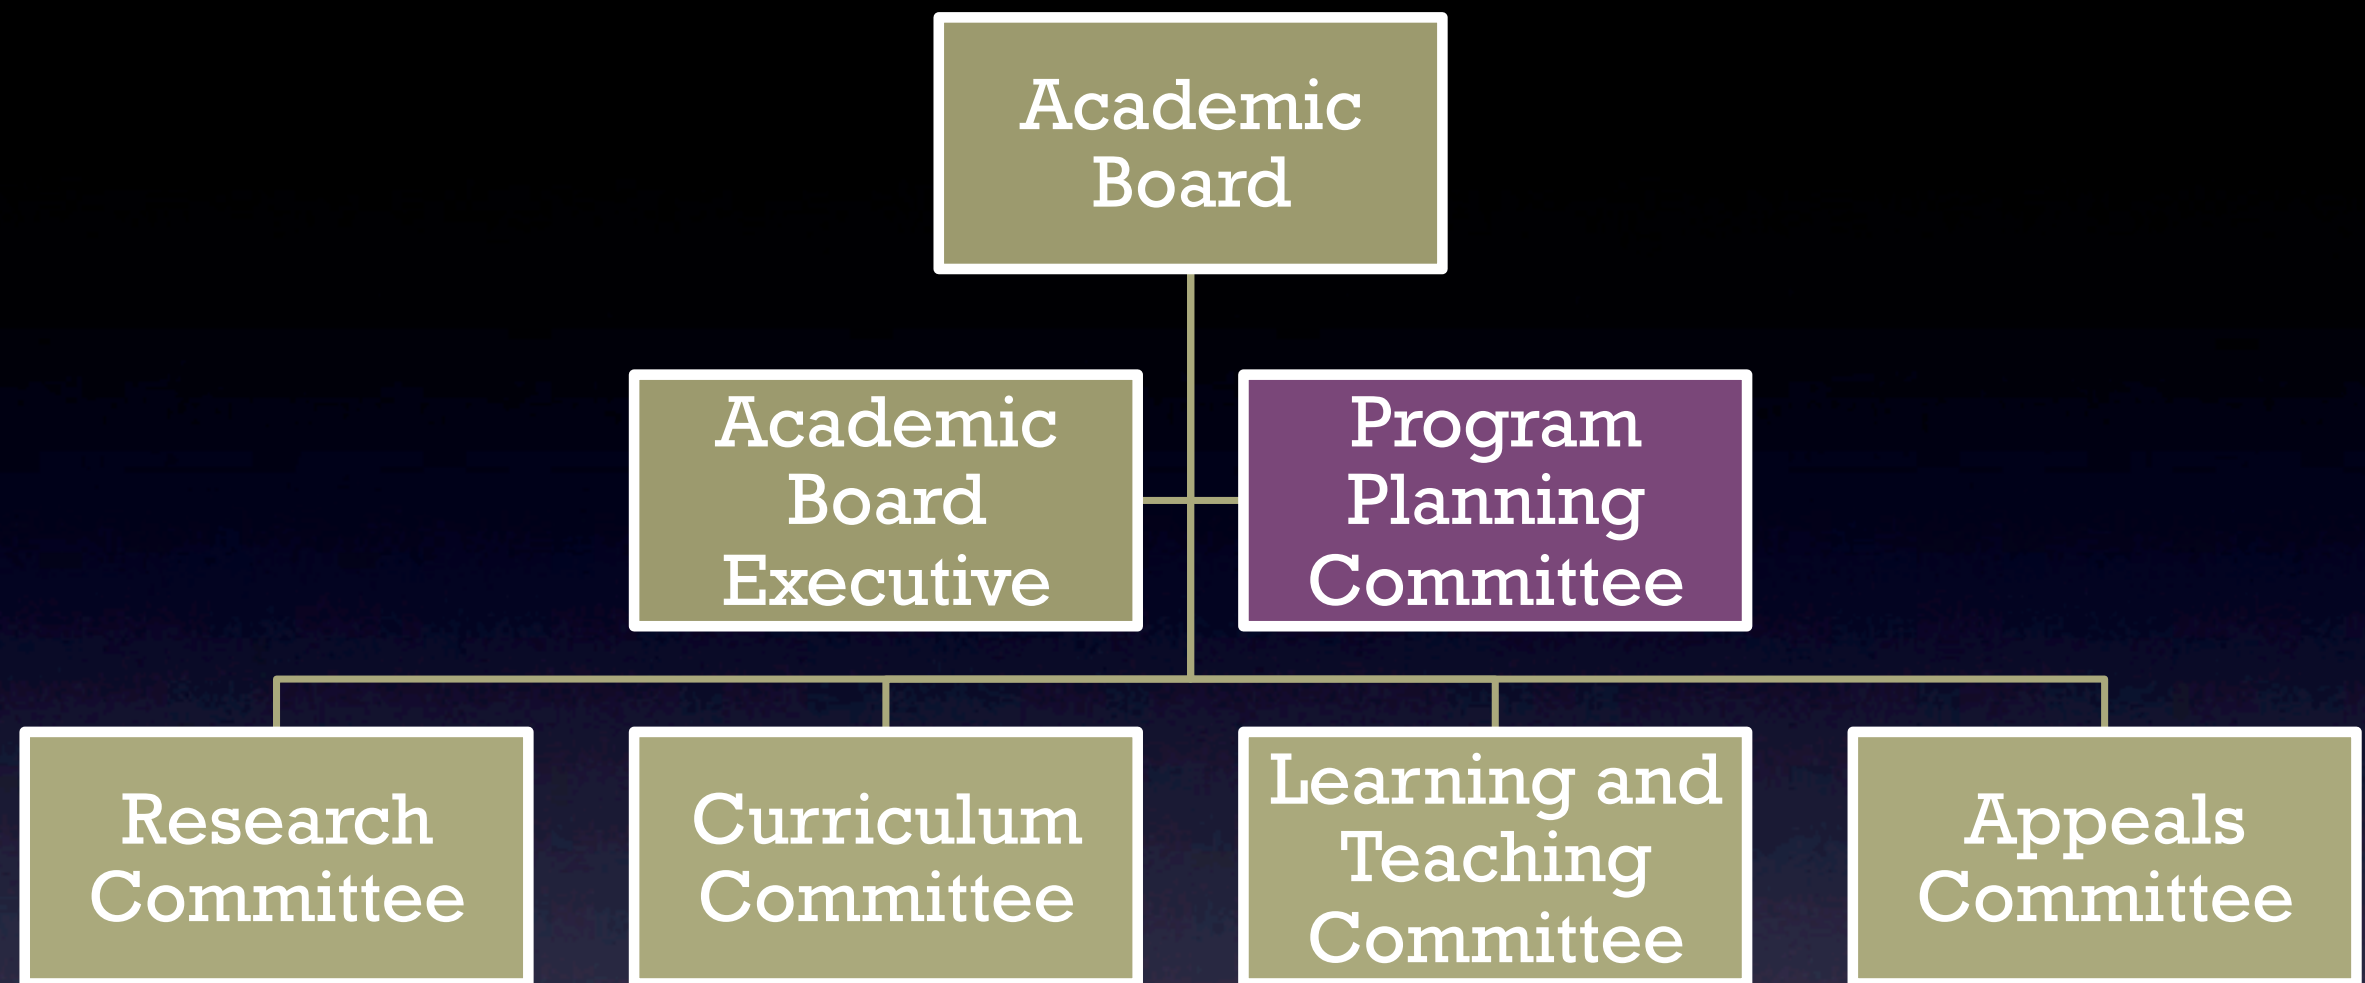 Academic
Board
Academic
Board
Executive
Program
Planning
Committee
Research
Committee
Curriculum
Committee
Learning and
Teaching
Committee
Appeals
Committee